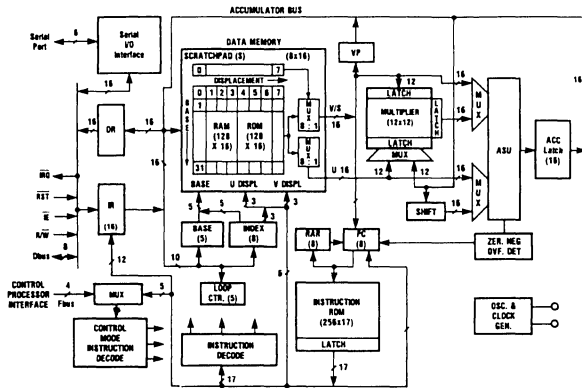 ACCUMULATOR BUS
Serial Port
6
Serial I/O Interface
16
DATA MEMORY
SCRATCHPAD (S) (8x16)
0 7
DISPLACEMENT
0 1 2 3 4 5 6 7
1
BASE
31
RAM (128 X 16)
ROM (128 X 16)
MUX 8:1
MUX 8:1
BASE U DISPL V DISPL
V/S
16
U 16
VP
12
LATCH
MULTIPLIER (12x12)
LATCH
LATCH
MUX
12
12
16
16
MUX
16
MUX
16
SHIFT
16
ASU
ACC Latch (16)
16
ZER. NEG OVF. DET
16
DR
16
16
IRQ
RST
IE
R/W
Dbus
8
IR (16)
12
10
5
5
3
3
BASE (5)
INDEX (8)
LOOP CTR. (5)
6
RAR (8)
PC (8)
CONTROL PROCESSOR INTERFACE
4
Fbus
MUX
5
CONTROL MODE INSTRUCTION DECODE
INSTRUCTION DECODE
17
INSTRUCTION ROM (256x17)
LATCH
17
OSC. & CLOCK GEN.